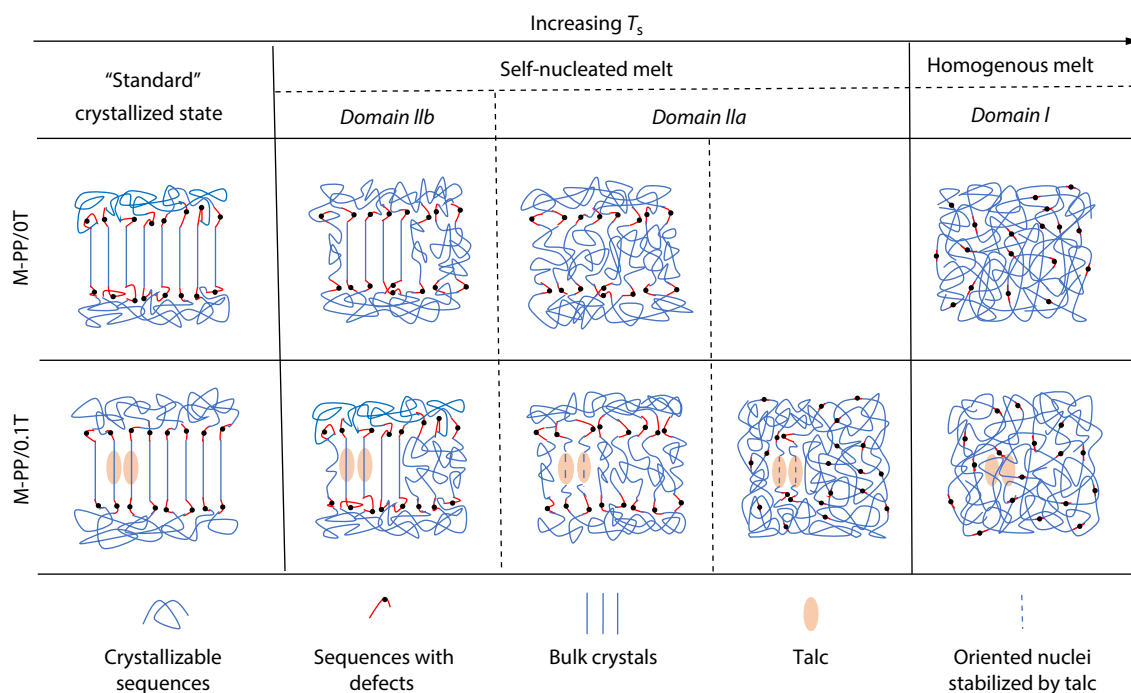 Increasing Ts
"Standard"
crystallized state
Self-nucleated melt
Homogenous melt
Domain IIb
Domain IIa
Domain I
M-PP/0T
M-PP/0.1T
Crystallizable
sequences
Sequences with
defects
Bulk crystals
Talc
Oriented nuclei
stabilized by talc